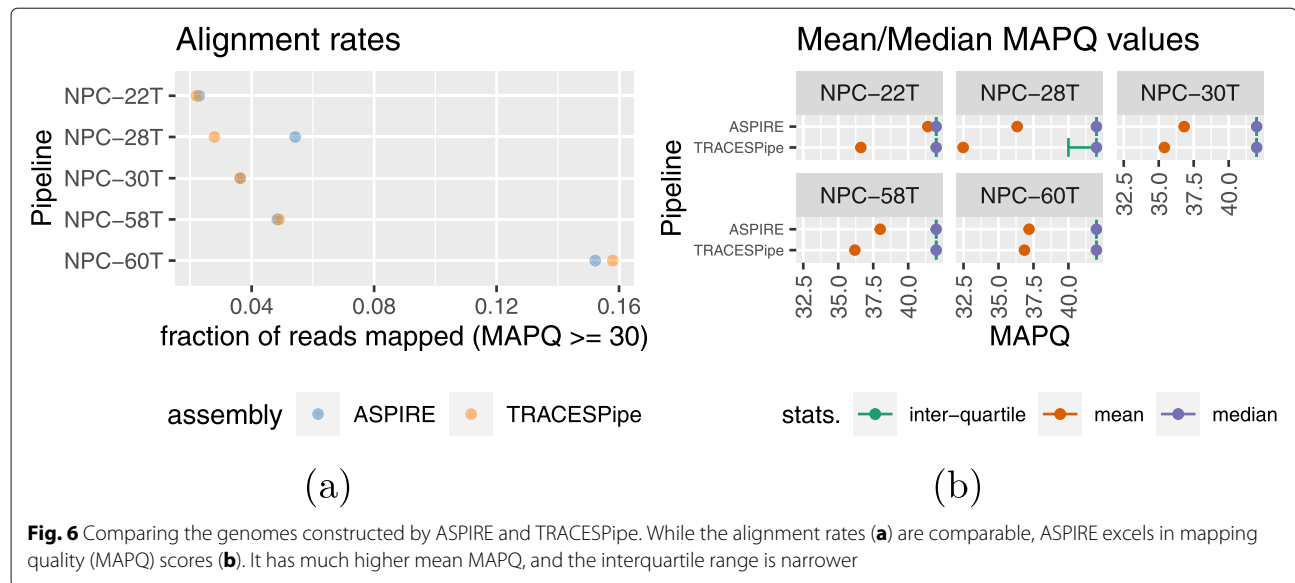 Alignment rates
Pipeline
NPC-22T
NPC-28T
NPC-30T
NPC-58T
NPC-60T
0.04 0.08 0.12 0.16
fraction of reads mapped (MAPQ >= 30)
assembly ASPIRE TRACESPipe
(a)
Mean/Median MAPQ values
Pipeline
NPC-22T NPC-28T NPC-30T
ASPIRE
TRACESPipe
32.5 35.0 37.5 40.0
NPC-58T NPC-60T
ASPIRE
TRACESPipe
32.5 35.0 37.5 40.0 32.5 35.0 37.5 40.0
MAPQ
stats. inter-quartile mean median
(b)
Fig. 6 Comparing the genomes constructed by ASPIRE and TRACESPipe. While the alignment rates (a) are comparable, ASPIRE excels in mapping
quality (MAPQ) scores (b). It has much higher mean MAPQ, and the interquartile range is narrower